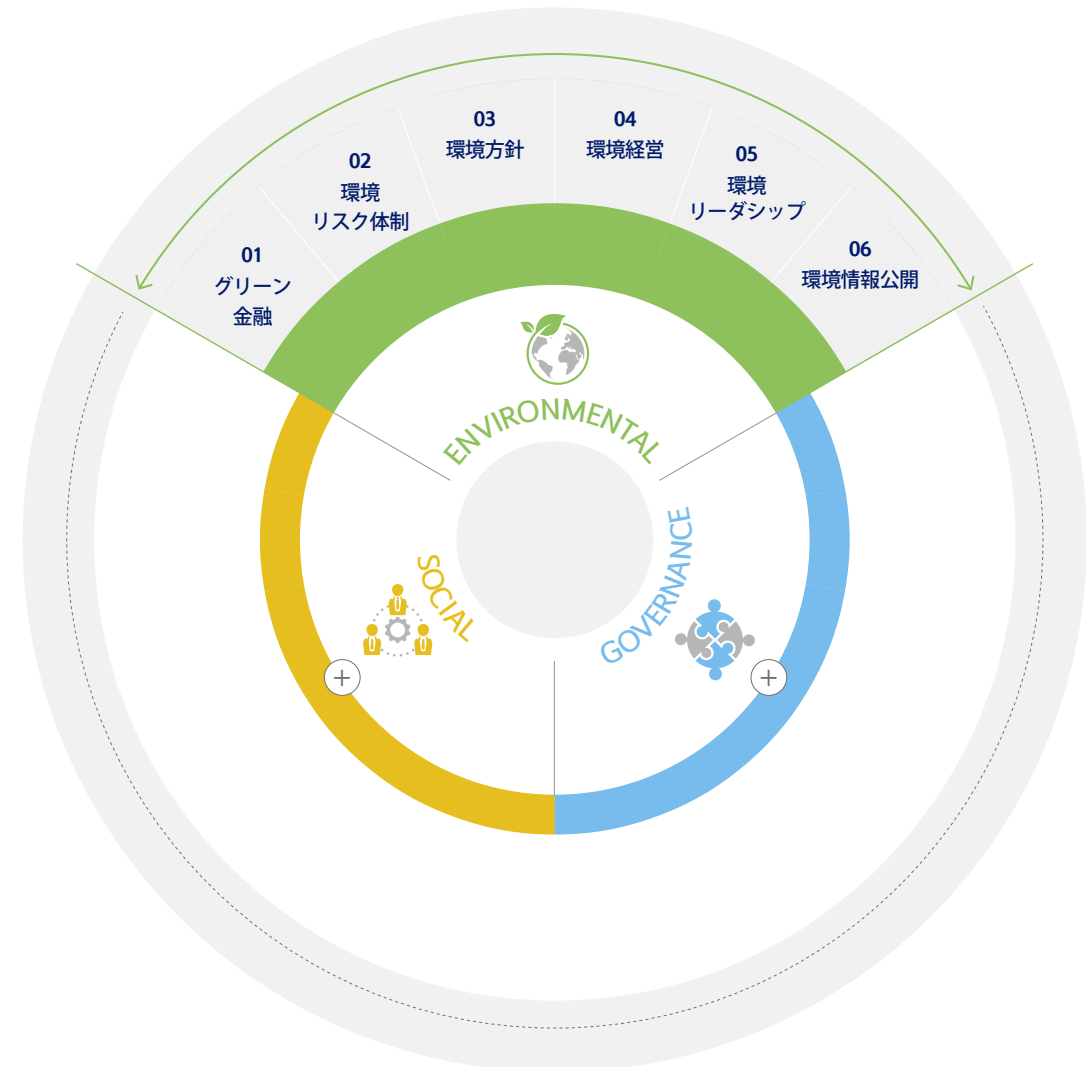 01
グリーン
金融
02
環境
リスク体制
03
環境方針
04
環境経営
05
環境
リーダシップ
06
環境情報公開
ENVIRONMENTAL
SOCIAL
GOVERNANCE